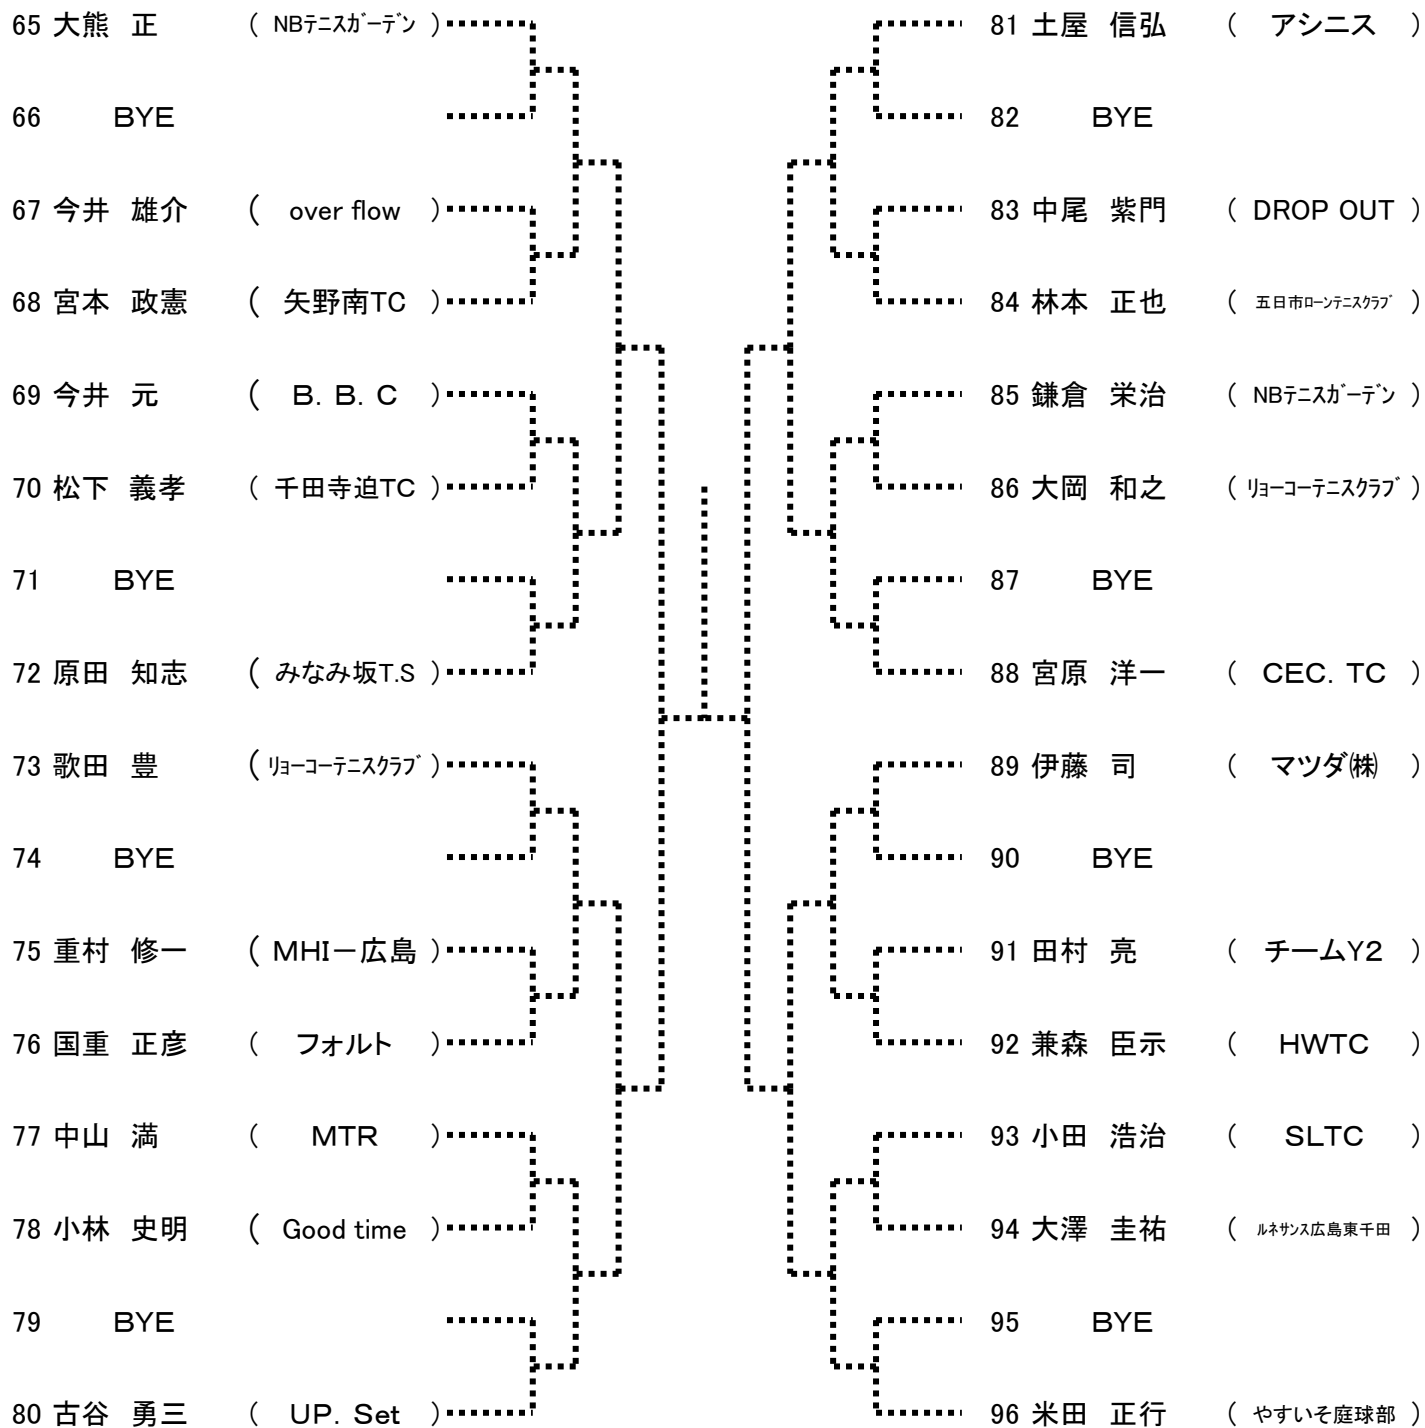 65 大熊 正 ( NBﾃﾆｽｶﾞｰﾃﾞﾝ )
66 BYE
67 今井 雄介 ( over flow )
68 宮本 政憲 ( 矢野南TC )
69 今井 元 ( B．B．C )
70 松下 義孝 ( 千田寺迫TC )
71 BYE
72 原田 知志 ( みなみ坂T.S )
73 歌田 豊 ( ﾘｮｰｺｰﾃﾆｽｸﾗﾌﾞ )
74 BYE
75 重村 修一 ( MHI－広島 )
76 国重 正彦 ( フォルト )
77 中山 満 ( MTR )
78 小林 史明 ( Good time )
79 BYE
80 古谷 勇三 ( UP．Set )
81 土屋 信弘 ( アシニス )
82 BYE
83 中尾 紫門 ( DROP OUT )
84 林本 正也 ( 五日市ﾛｰﾝﾃﾆｽｸﾗﾌﾞ )
85 鎌倉 栄治 ( NBﾃﾆｽｶﾞｰﾃﾞﾝ )
86 大岡 和之 ( ﾘｮｰｺｰﾃﾆｽｸﾗﾌﾞ )
87 BYE
88 宮原 洋一 ( CEC．TC )
89 伊藤 司 ( マツダ㈱ )
90 BYE
91 田村 亮 ( チームY2 )
92 兼森 臣示 ( HWTC )
93 小田 浩治 ( SLTC )
94 大澤 圭祐 ( ﾙﾈｻﾝｽ広島東千田 )
95 BYE
96 米田 正行 ( やすいそ庭球部 )